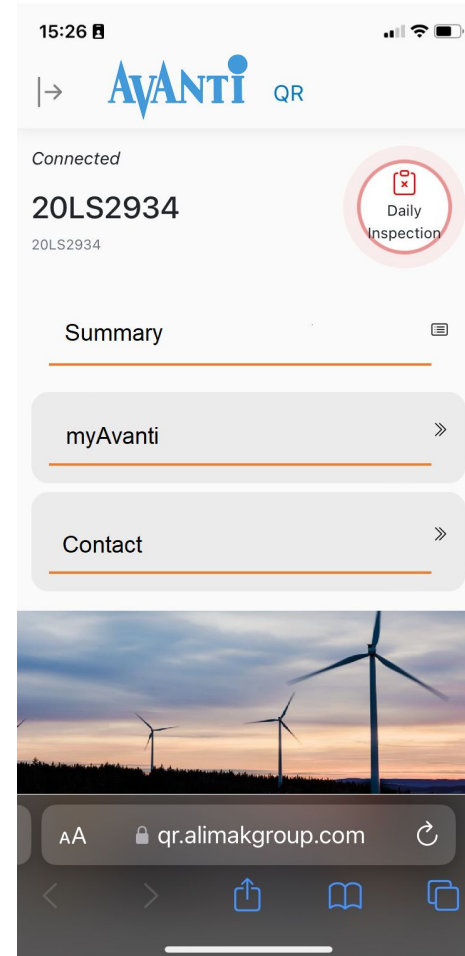 15:26
AVANTI QR
Connected
20LS2934
20LS2934
Daily
Inspection
Summary
myAvanti
Contact
AA qr.alimakgroup.com